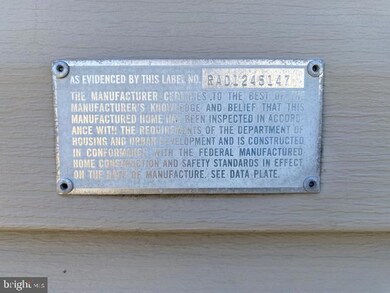 AS EVIDENCED BY THIS LABEL NO. RAD1245147
THE MANUFACTURER CERTIFIES, TO THE BEST OF THE
MANUFACTURER'S KNOWLEDGE AND BELIEF THAT THIS
MANUFACTURED HOME HAS BEEN INSPECTED IN ACCORD-
ANCE WITH THE REQUIREMENTS OF THE DEPARTMENT OF
HOUSING AND URBAN DEVELOPMENT AND IS CONSTRUCTED
IN CONFORMANCE WITH THE FEDERAL MANUFACTURED
HOME CONSTRUCTION AND SAFETY STANDARDS IN EFFECT
ON THE DATE OF MANUFACTURE. SEE DATA PLATE.
bright MLS